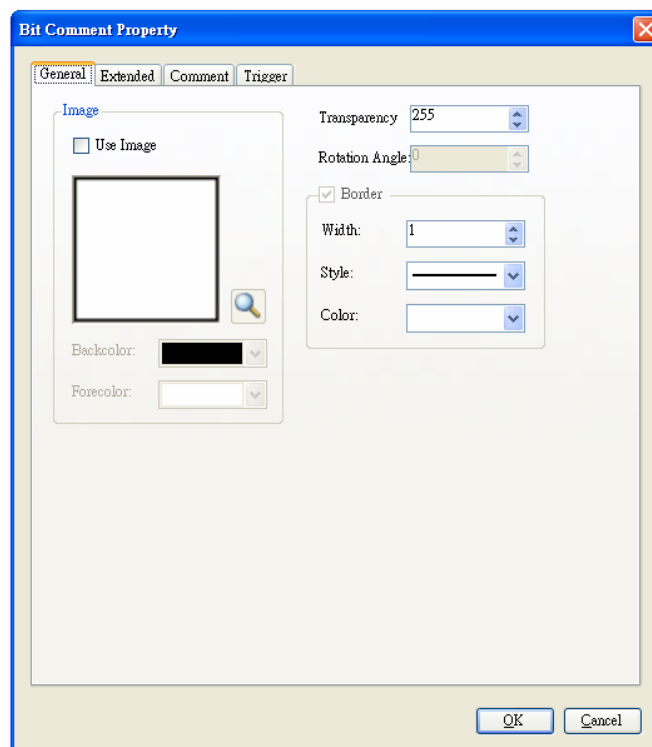 Bit Comment Property
General Extended Comment Trigger
Image
Use Image
Backcolor:
Forecolor:
Transparency 255
Rotation Angle: 0
Border
Width: 1
Style:
Color:
OK Cancel